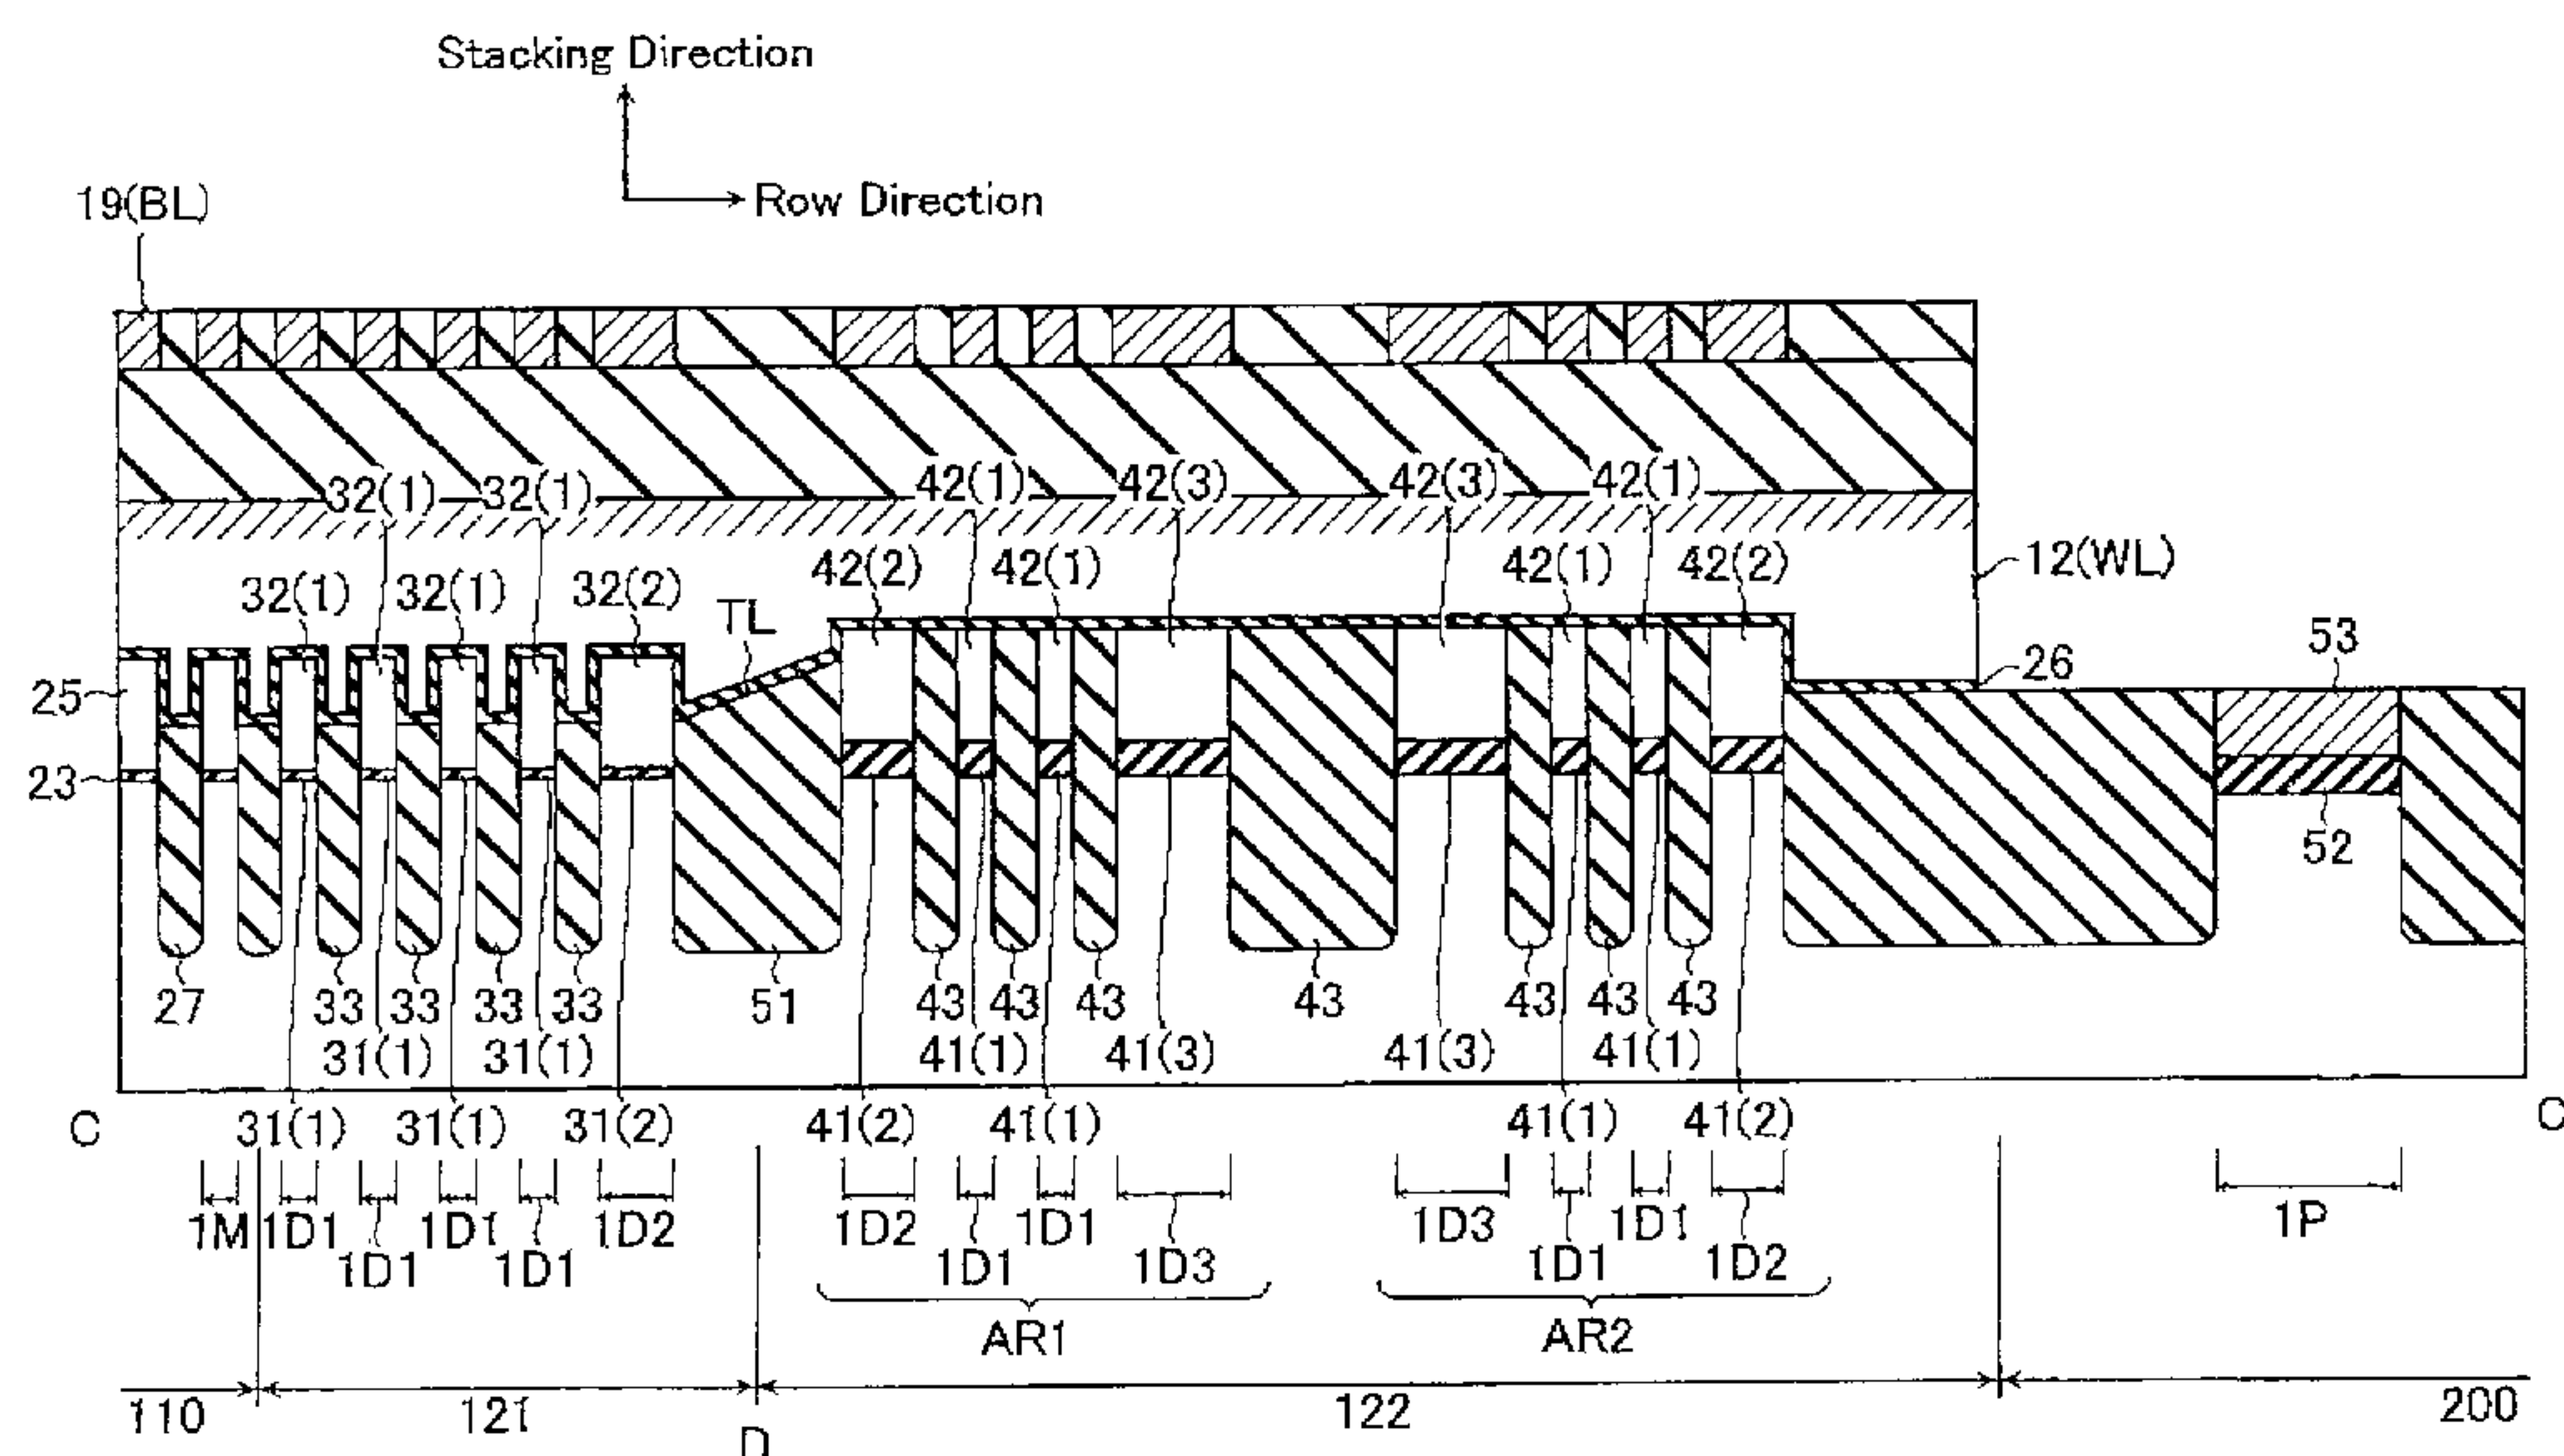 Stacking Direction
Row Direction
19(BL)
32(1) 32(1) 42(1) 42(3) 42(3) 42(1)
32(1) 32(1) 32(2) TL 42(2) 42(1) 42(1) 42(2) 12(WL)
25 26 53
23 52
27 33 33 33 33 51 43 43 43 43 43 43 43
31(1) 31(1) 41(1) 41(3) 41(3) 41(1)
C 31(1) 31(1) 31(2) 41(2) 41(1) 41(1) 41(2) C
1M 1D1 1D1 1D2 1D2 1D1 1D3 1D1 1P
1D1 1D1 1D1 1D3 1D1 1D2
AR1 AR2
110 121 122 200
D